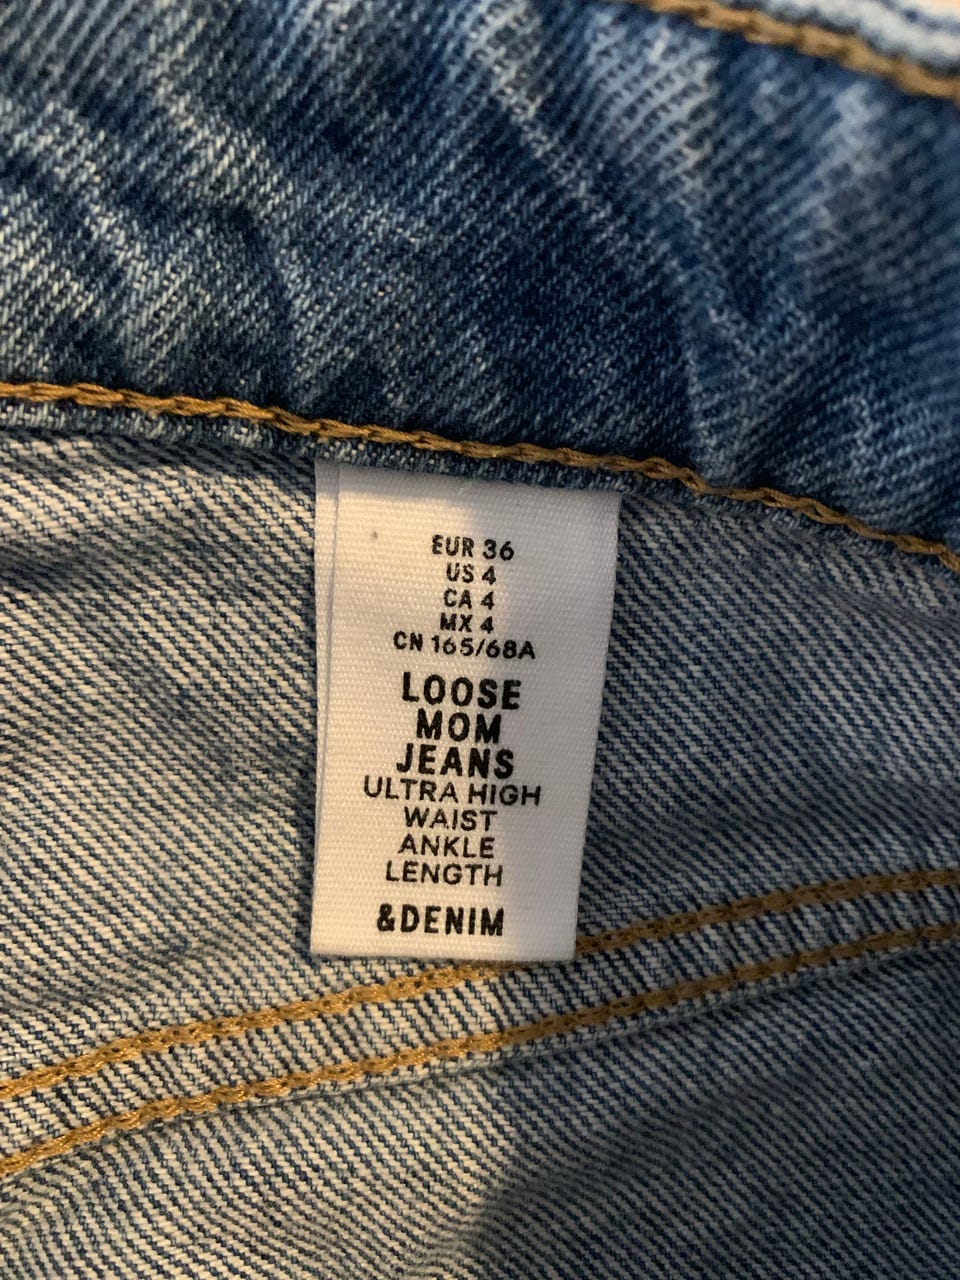 EUR 36
US 4
CA 4
MX 4
CN 165/68A
LOOSE
MOM
JEANS
ULTRA HIGH
WAIST
ANKLE
LENGTH
&DENIM